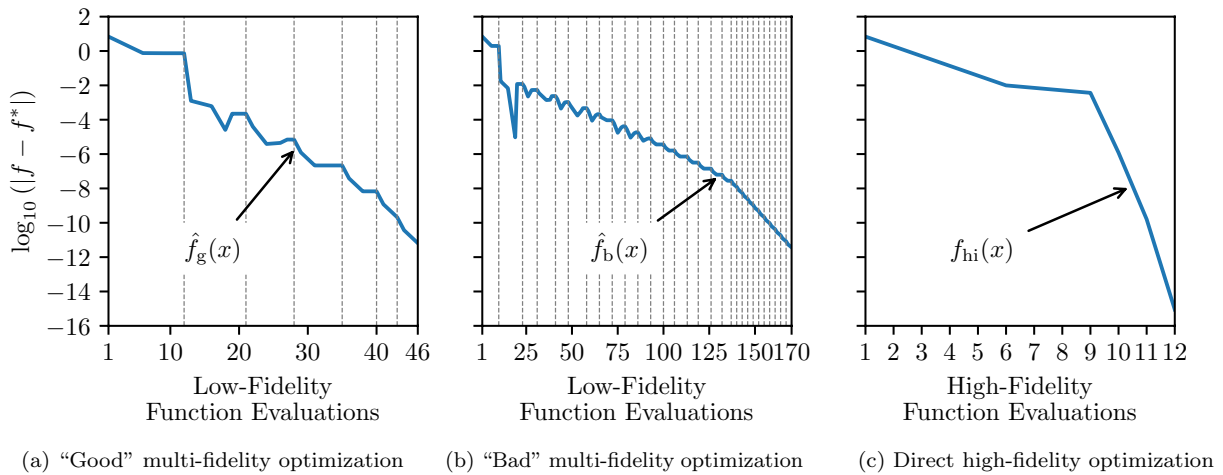 log₁₀ (|f − f*|)
2
0
−2
−4
−6
−8
−10
−12
−14
−16
1 10 21 30 40 46
Low-Fidelity
Function Evaluations
f̂g(x)
(a) “Good” multi-fidelity optimization
1 25 50 75 100 125 150 170
Low-Fidelity
Function Evaluations
f̂b(x)
(b) “Bad” multi-fidelity optimization
1 2 3 4 5 6 7 8 9 10 11 12
High-Fidelity
Function Evaluations
fhi(x)
(c) Direct high-fidelity optimization